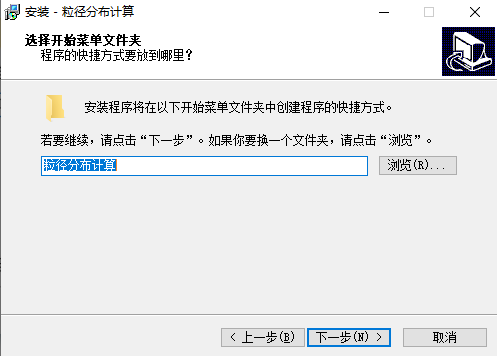 安装 - 粒径分布计算
选择开始菜单文件夹
程序的快捷方式要放到哪里？
安装程序将在以下开始菜单文件夹中创建程序的快捷方式。
若要继续，请点击“下一步”。如果你要换一个文件夹，请点击“浏览”。
粒径分布计算
浏览(R)...
< 上一步(B)
下一步(N) >
取消